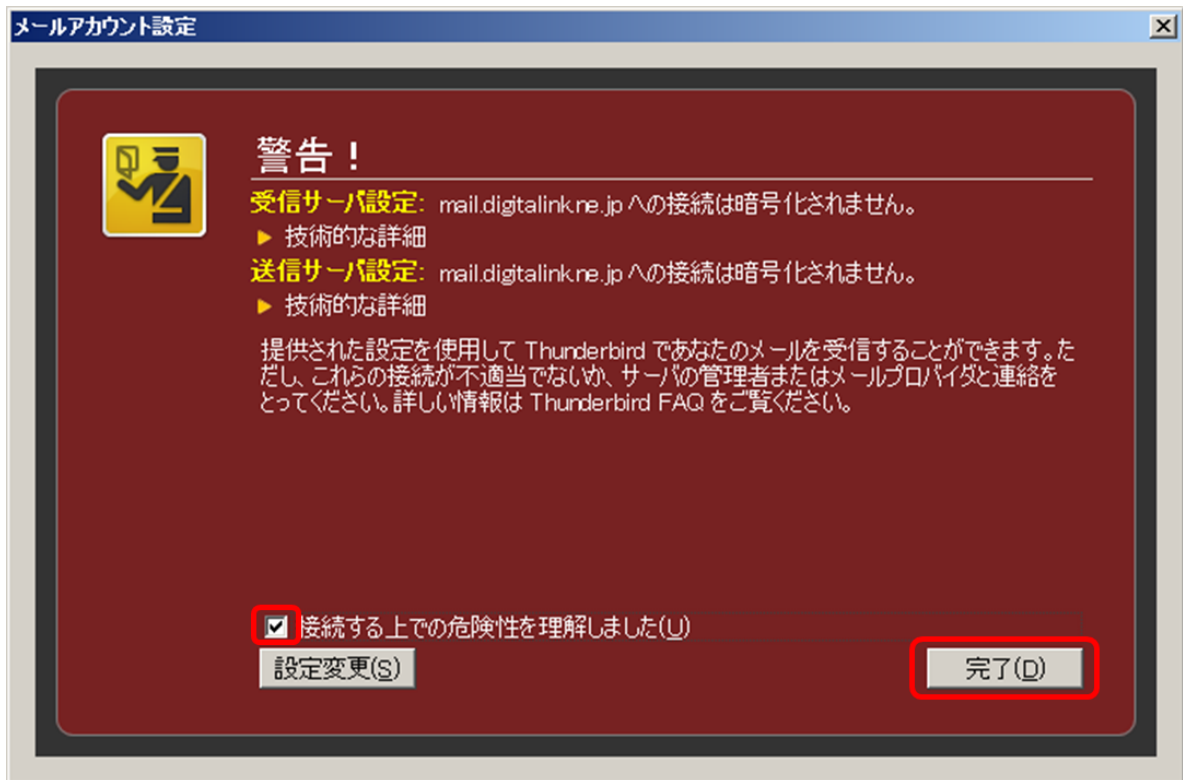 メールアカウント設定
警告！
受信サーバ設定: mail.digitalink.ne.jp への接続は暗号化されません。
技術的な詳細
送信サーバ設定: mail.digitalink.ne.jp への接続は暗号化されません。
技術的な詳細
提供された設定を使用して Thunderbird であなたのメールを受信することができます。た
だし、これらの接続が不適当でないか、サーバの管理者またはメールプロバイダと連絡を
とってください。詳しい情報は Thunderbird FAQ をご覧ください。
接続する上での危険性を理解しました(U)
設定変更(S)
完了(D)